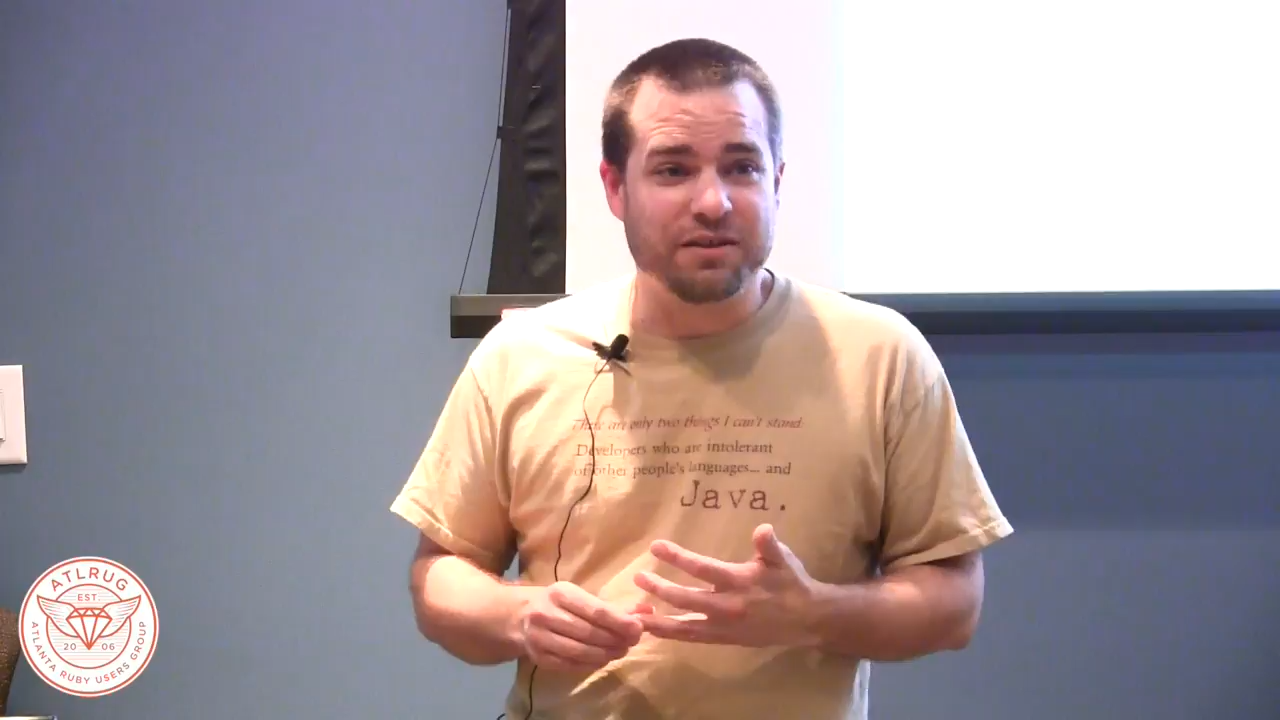 There are only two things I can't stand.
Developers who are intolerant
of other people's languages... and
Java.
ATLRUG
EST.
20 06
ATLANTA RUBY USERS GROUP